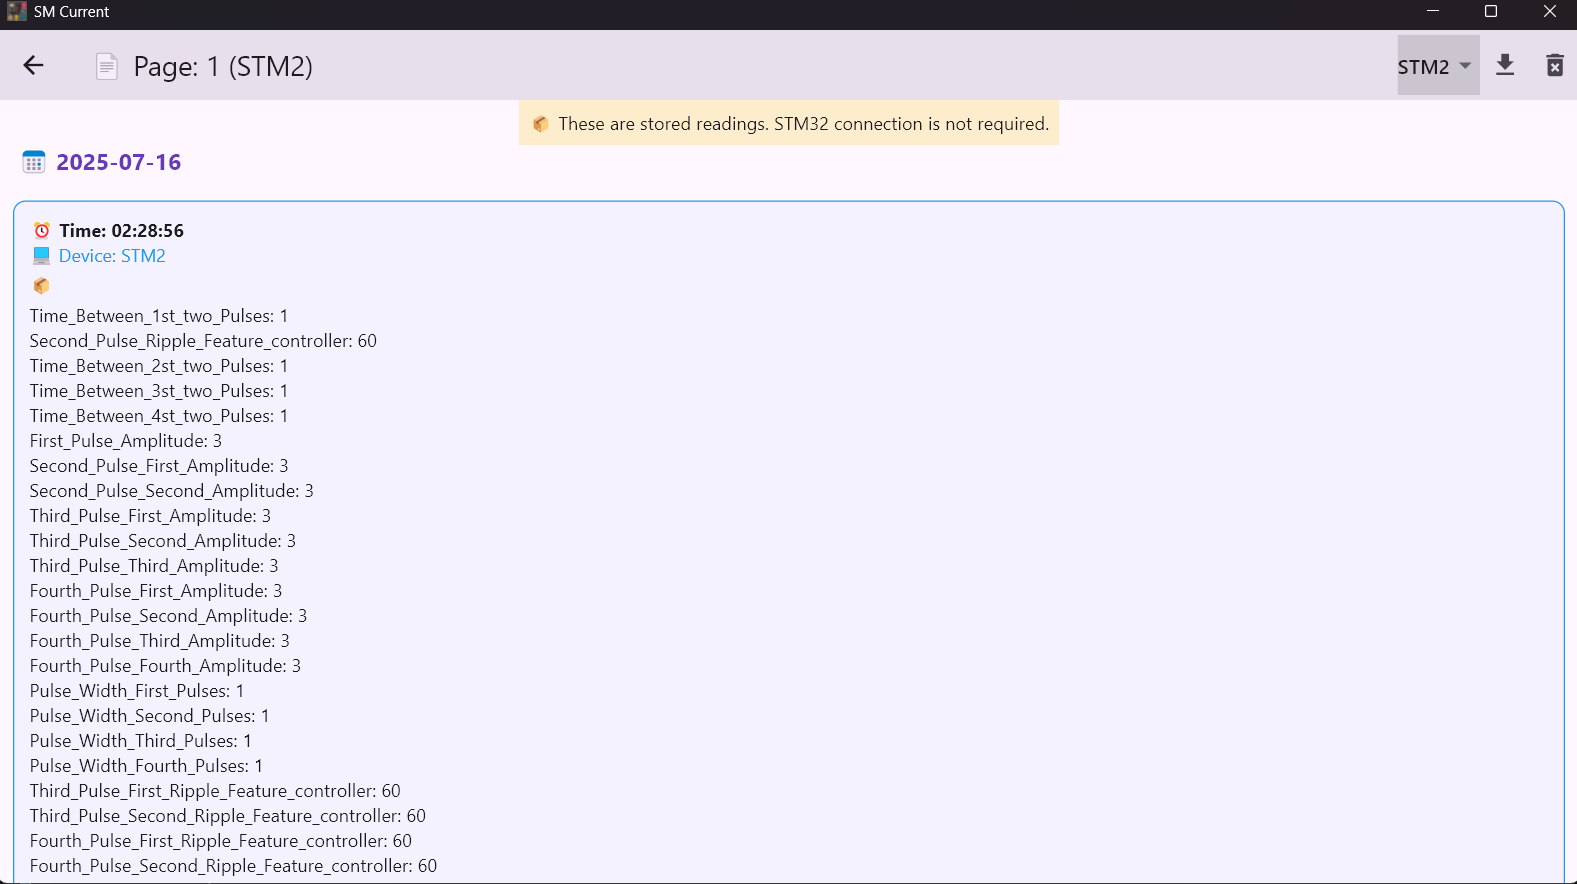 SM Current
Page: 1 (STM2)
STM2
These are stored readings. STM32 connection is not required.
2025-07-16
Time: 02:28:56
Device: STM2
Time_Between_1st_two_Pulses: 1
Second_Pulse_Ripple_Feature_controller: 60
Time_Between_2st_two_Pulses: 1
Time_Between_3st_two_Pulses: 1
Time_Between_4st_two_Pulses: 1
First_Pulse_Amplitude: 3
Second_Pulse_First_Amplitude: 3
Second_Pulse_Second_Amplitude: 3
Third_Pulse_First_Amplitude: 3
Third_Pulse_Second_Amplitude: 3
Third_Pulse_Third_Amplitude: 3
Fourth_Pulse_First_Amplitude: 3
Fourth_Pulse_Second_Amplitude: 3
Fourth_Pulse_Third_Amplitude: 3
Fourth_Pulse_Fourth_Amplitude: 3
Pulse_Width_First_Pulses: 1
Pulse_Width_Second_Pulses: 1
Pulse_Width_Third_Pulses: 1
Pulse_Width_Fourth_Pulses: 1
Third_Pulse_First_Ripple_Feature_controller: 60
Third_Pulse_Second_Ripple_Feature_controller: 60
Fourth_Pulse_First_Ripple_Feature_controller: 60
Fourth_Pulse_Second_Ripple_Feature_controller: 60